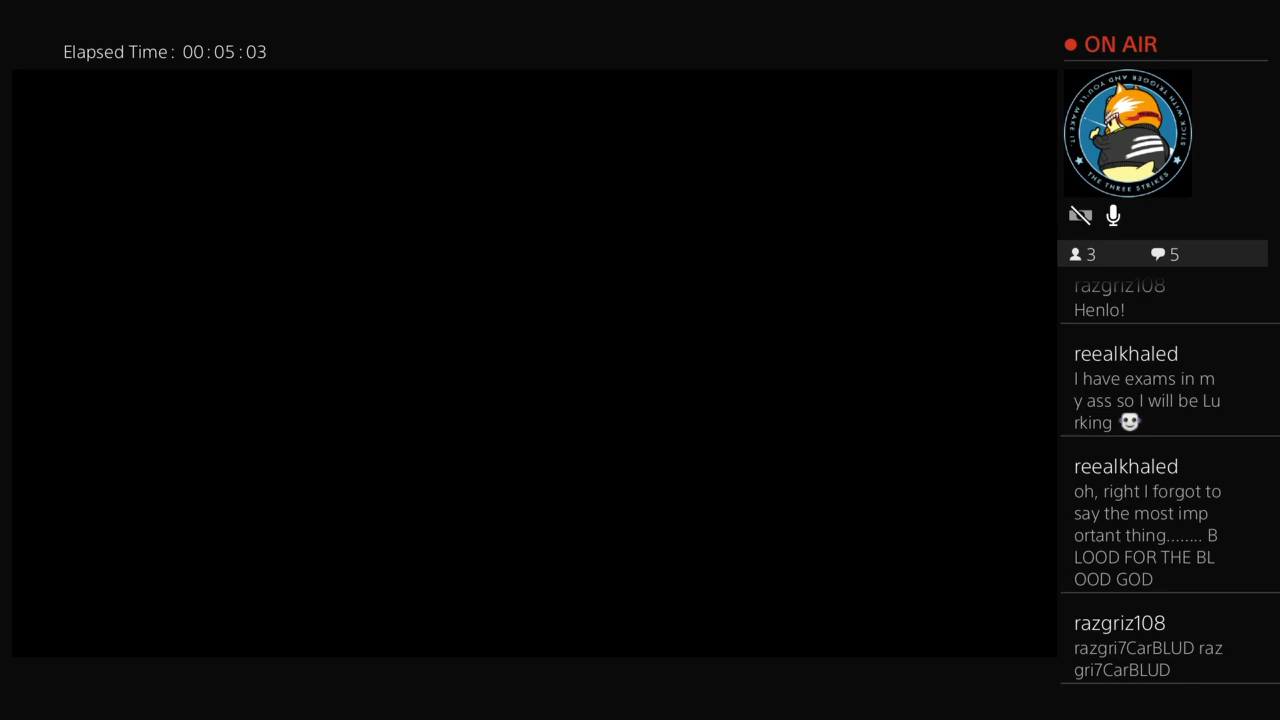 Elapsed Time: 00:05:03
ON AIR
STICK WITH TRIGGER AND YOU'LL MAKE IT.
THE THREE STRIKES
3
5
razgriz108
Henlo!
reealkhaled
I have exams in m
y ass so I will be Lu
rking
reealkhaled
oh, right I forgot to
say the most imp
ortant thing........ B
LOOD FOR THE BL
OOD GOD
razgriz108
razgri7CarBLUD raz
gri7CarBLUD